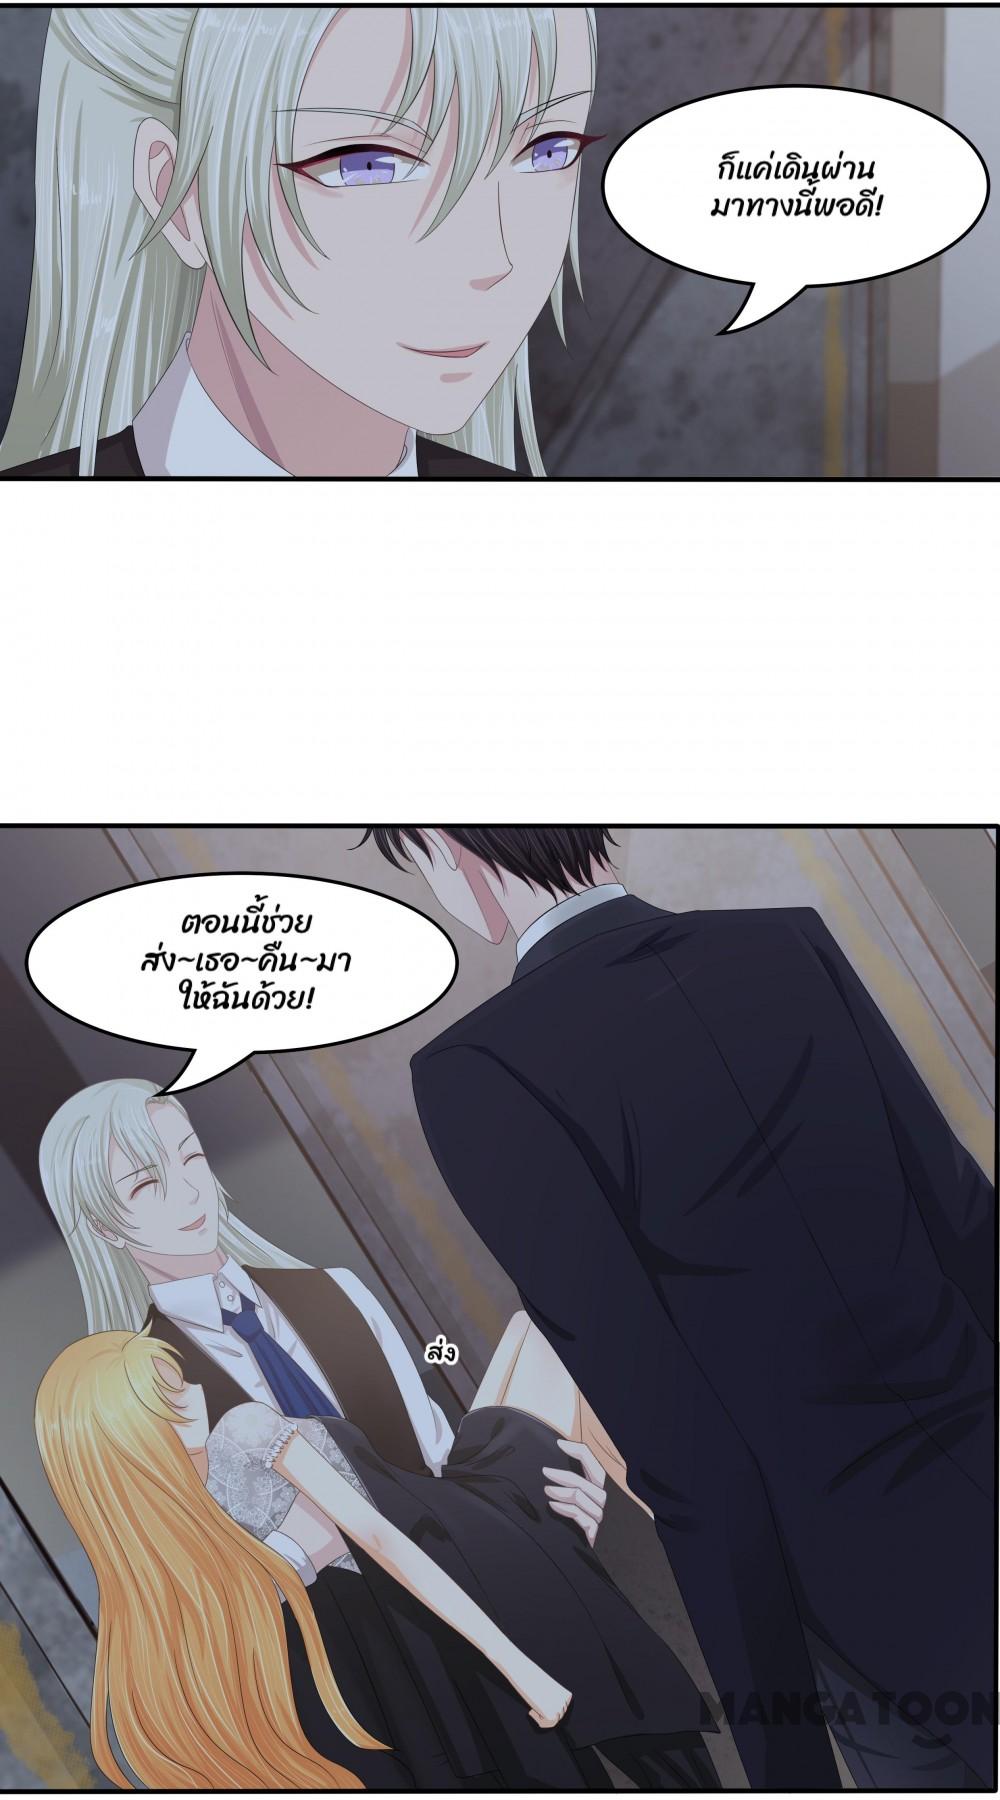 ก็แค่เดินผ่าน
มาทางนี้พอดี!
ตอนนี้ช่วย
ส่ง~เธอ~คืน~มา
ให้ฉันด้วย!
ส่ง
MANGATOON